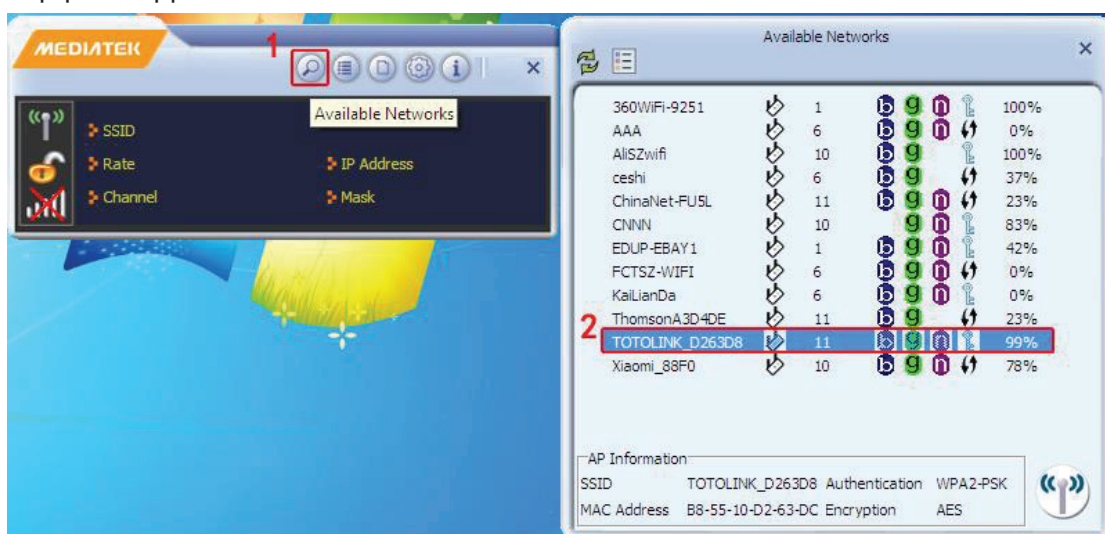 MEDIATEK
1
Available Networks
SSID
Rate
IP Address
Channel
Mask
Available Networks
360WiFi-9251 1 b g n 100%
AAA 6 b g n 0%
AliSZwifi 10 b g 100%
ceshi 6 b g 37%
ChinaNet-FU5L 11 b g n 23%
CNNN 10 g n 83%
EDUP-EBAY1 1 b g n 42%
FCTSZ-WIFI 6 b g n 0%
KaiLianDa 6 b g n 0%
ThomsonA3D4DE 11 b g 23%
2
TOTOLINK_D263D8 11 b g n 99%
Xiaomi_88F0 10 b g n 78%
AP Information
SSID TOTOLINK_D263D8 Authentication WPA2-PSK
MAC Address B8-55-10-D2-63-DC Encryption AES